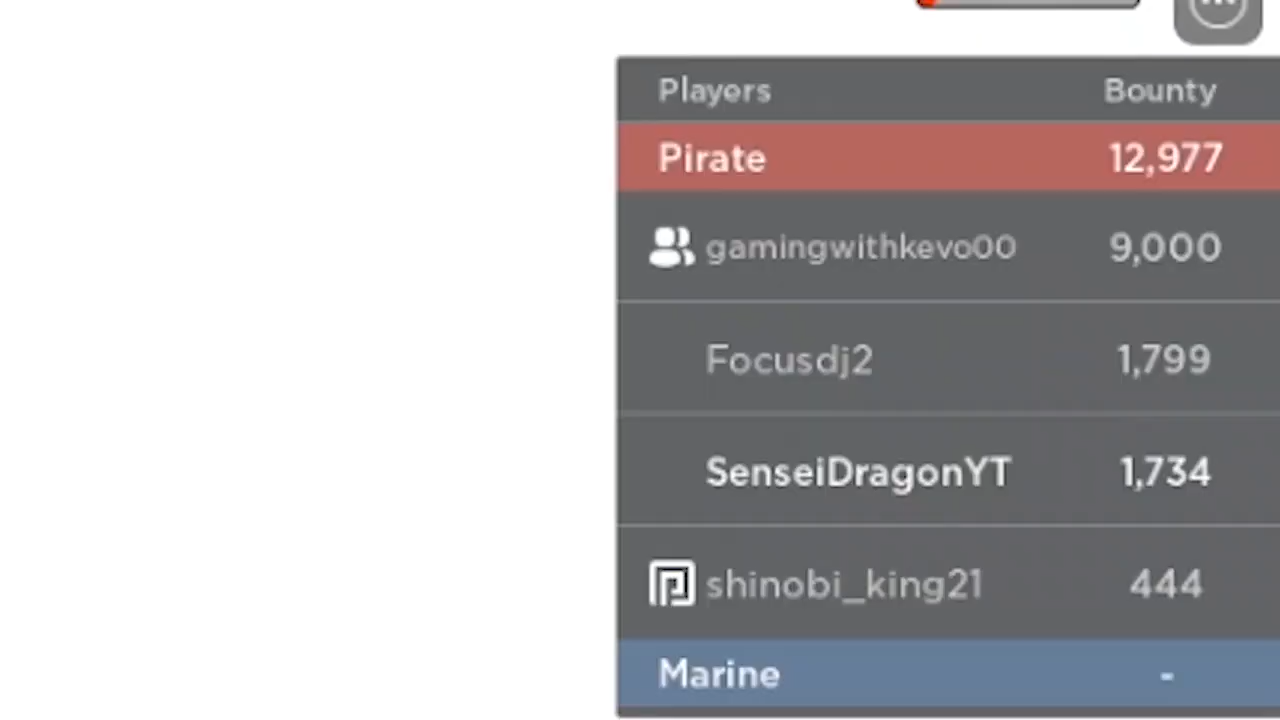 Players Bounty
Pirate 12,977
gamingwithkevo00 9,000
Focusdj2 1,799
SenseiDragonYT 1,734
shinobi_king21 444
Marine -